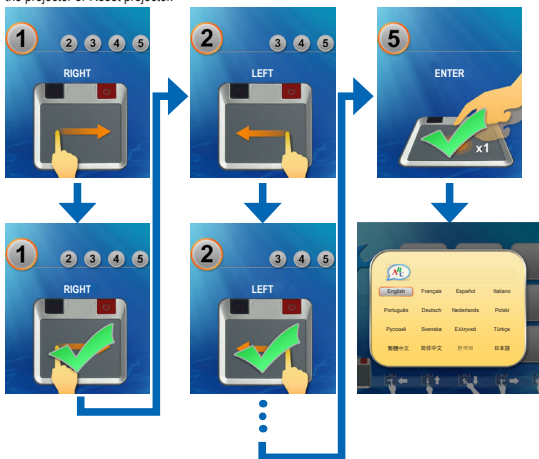 the projector or Reset projector.
1 2 3 4 5
RIGHT
2 3 4 5
LEFT
5
ENTER
x1
1 2 3 4 5
RIGHT
2 3 4 5
LEFT
ABC
English Français Español Italiano
Português Deutsch Nederlands Polski
Русский Svenska Ελληνικά Türkçe
繁體中文 简体中文 한국어 日本語